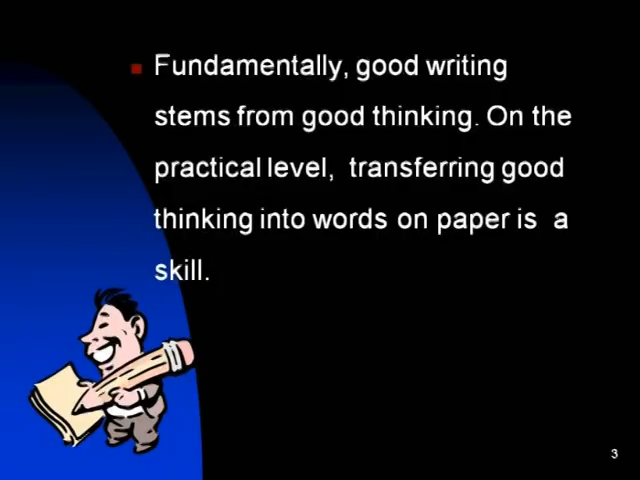 Fundamentally, good writing
stems from good thinking. On the
practical level, transferring good
thinking into words on paper is a
skill.
3